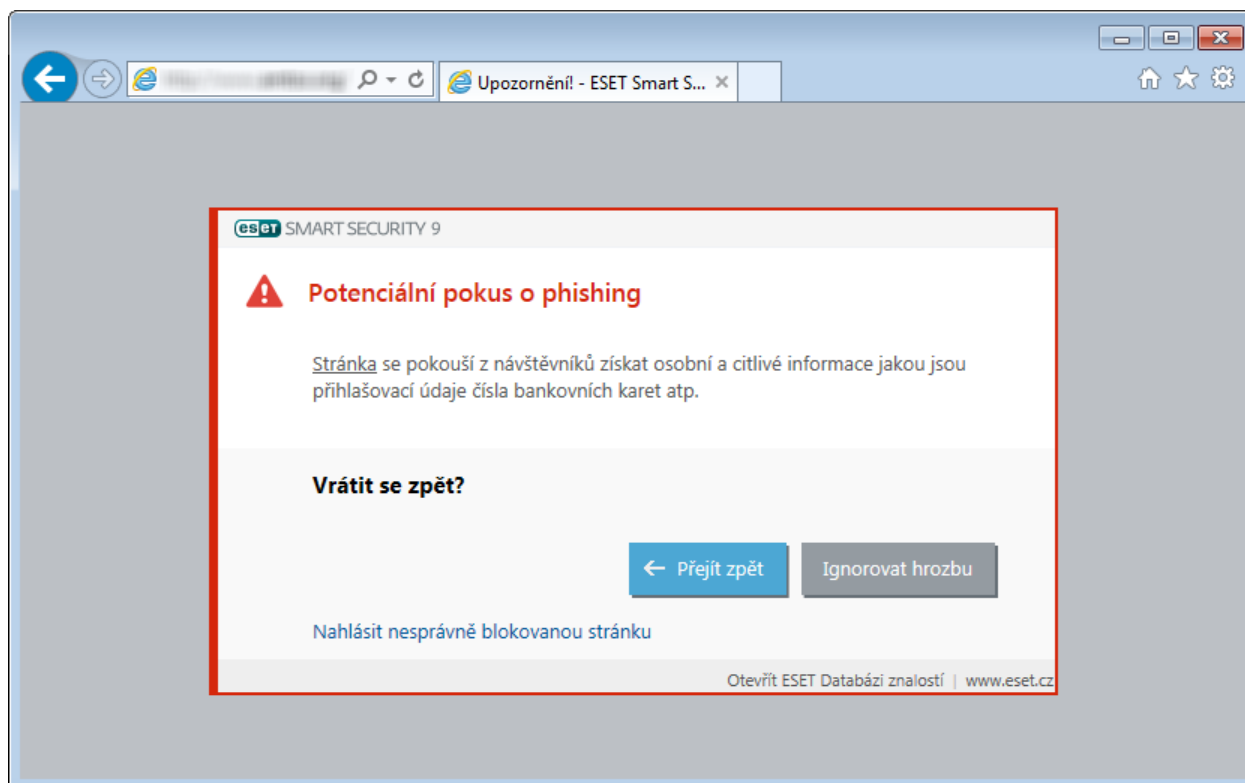 Upozornění! - ESET Smart S...
eset SMART SECURITY 9
Potenciální pokus o phishing
Stránka se pokouší z návštěvníků získat osobní a citlivé informace jakou jsou
přihlašovací údaje čísla bankovních karet atp.
Vrátit se zpět?
Přejít zpět
Ignorovat hrozbu
Nahlásit nesprávně blokovanou stránku
Otevřít ESET Databázi znalostí | www.eset.cz